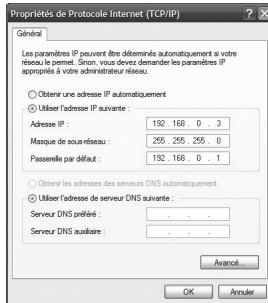 Propriétés de Protocole Internet (TCP/IP)
Général
Les paramètres IP peuvent être déterminés automatiquement si votre
réseau le permet. Sinon, vous devez demander les paramètres IP
appropriés à votre administrateur réseau.
Obtenir une adresse IP automatiquement
Utiliser l'adresse IP suivante :
Adresse IP : 192 . 168 . 0 . 3
Masque de sous-réseau : 255 . 255 . 255 . 0
Passerelle par défaut : 192 . 168 . 0 . 1
Obtenir les adresses des serveurs DNS automatiquement
Utiliser l'adresse de serveur DNS suivante :
Serveur DNS préféré : . . .
Serveur DNS auxiliaire : . . .
Avancé...
OK Annuler